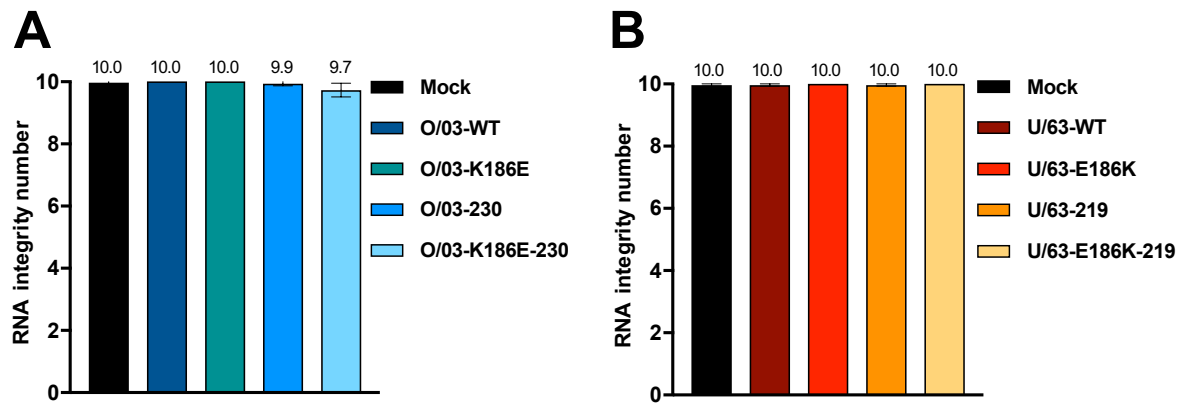 A
10.0 10.0 10.0 9.9 9.7
10
8
6
4
2
0
RNA integrity number
Mock
O/03-WT
O/03-K186E
O/03-230
O/03-K186E-230
B
10.0 10.0 10.0 10.0 10.0
10
8
6
4
2
0
RNA integrity number
Mock
U/63-WT
U/63-E186K
U/63-219
U/63-E186K-219